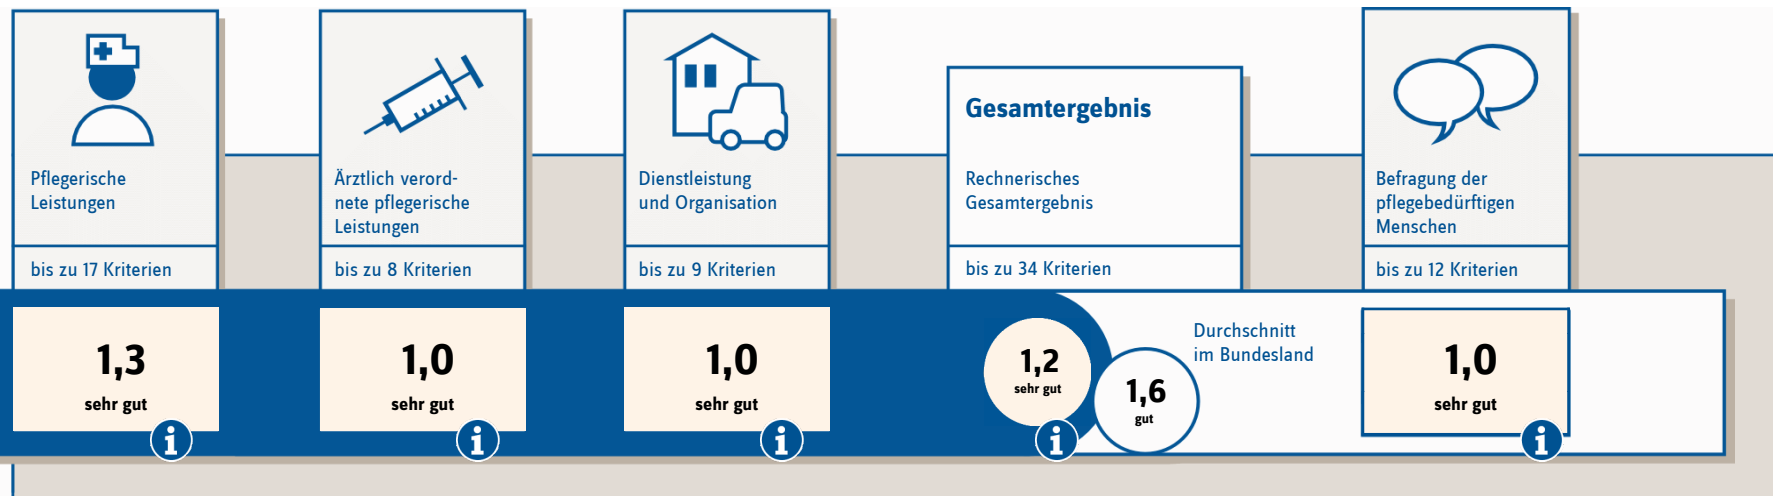 Pflegerische
Leistungen
bis zu 17 Kriterien
1,3
sehr gut
i
Ärztlich verord-
nete pflegerische
Leistungen
bis zu 8 Kriterien
1,0
sehr gut
i
Dienstleistung
und Organisation
bis zu 9 Kriterien
1,0
sehr gut
i
Gesamtergebnis
Rechnerisches
Gesamtergebnis
bis zu 34 Kriterien
1,2
sehr gut
i
Durchschnitt
im Bundesland
1,6
gut
Befragung der
pflegebedürftigen
Menschen
bis zu 12 Kriterien
1,0
sehr gut
i